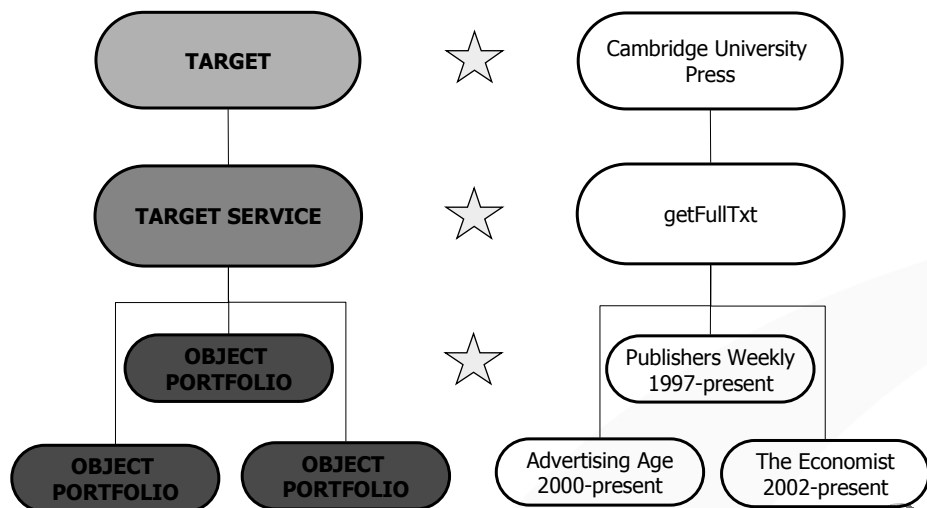 TARGET
Cambridge University
Press
TARGET SERVICE
getFullTxt
OBJECT
PORTFOLIO
Publishers Weekly
1997-present
OBJECT
PORTFOLIO
OBJECT
PORTFOLIO
Advertising Age
2000-present
The Economist
2002-present